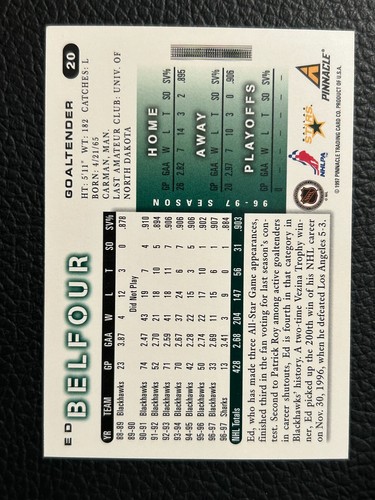 ED
BELFOUR
GOALTENDER
20
HT: 5'11" WT: 182 CATCHES: L
BORN: 4/21/65
CARMAN, MAN.
LAST AMATEUR CLUB: UNIV. OF
NORTH DAKOTA
YR TEAM GP GAA W L T SO SV%
88-89 Blackhawks 23 3.87 4 12 3 0 .878
89-90 Did Not Play
90-91 Blackhawks 74 2.47 43 19 7 4 .910
91-92 Blackhawks 52 2.70 21 18 10 5 .894
92-93 Blackhawks 71 2.59 41 18 11 7 .906
93-94 Blackhawks 70 2.67 37 24 6 7 .906
94-95 Blackhawks 42 2.28 22 15 3 5 .906
95-96 Blackhawks 50 2.74 22 17 10 1 .902
96-97 Blackhawks 33 2.69 11 15 6 1 .907
96-97 Sharks 13 3.41 3 9 1 .884
NHL Totals 428 2.68 204 147 56 31 .903
HOME
GP GAA W L T SO SV%
26 2.82 7 14 3 2 .895
AWAY
GP GAA W L T SO SV%
20 2.97 7 10 3 0 .906
PLAYOFFS
GP GAA W L T SO SV%
0
96-97 SEASON
Ed, who has made three All-Star Game appearances,
finished third in the fan voting for last season's con-
test. Second to Patrick Roy among active goaltenders
in career shutouts, Ed is fourth in that category in
Blackhawks' history. A two-time Vezina Trophy win-
ner, Ed picked up the 200th win of his NHL career
on Nov. 30, 1996, when he defeated Los Angeles 5-3.
NHLPA
STARS
PINNACLE
© 1997 PINNACLE TRADING CARD CO. PRODUCT OF U.S.A.